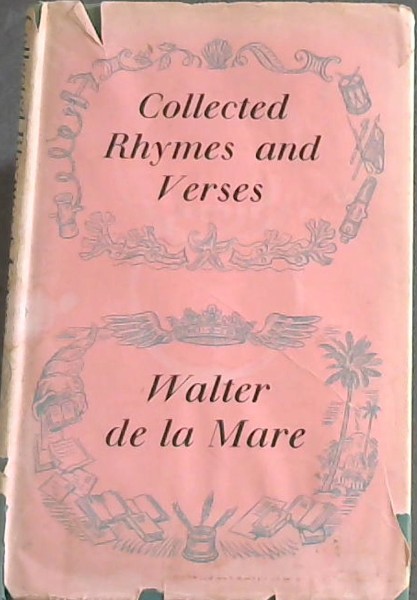 Collected
Rhymes and
Verses
Walter
de la Mare